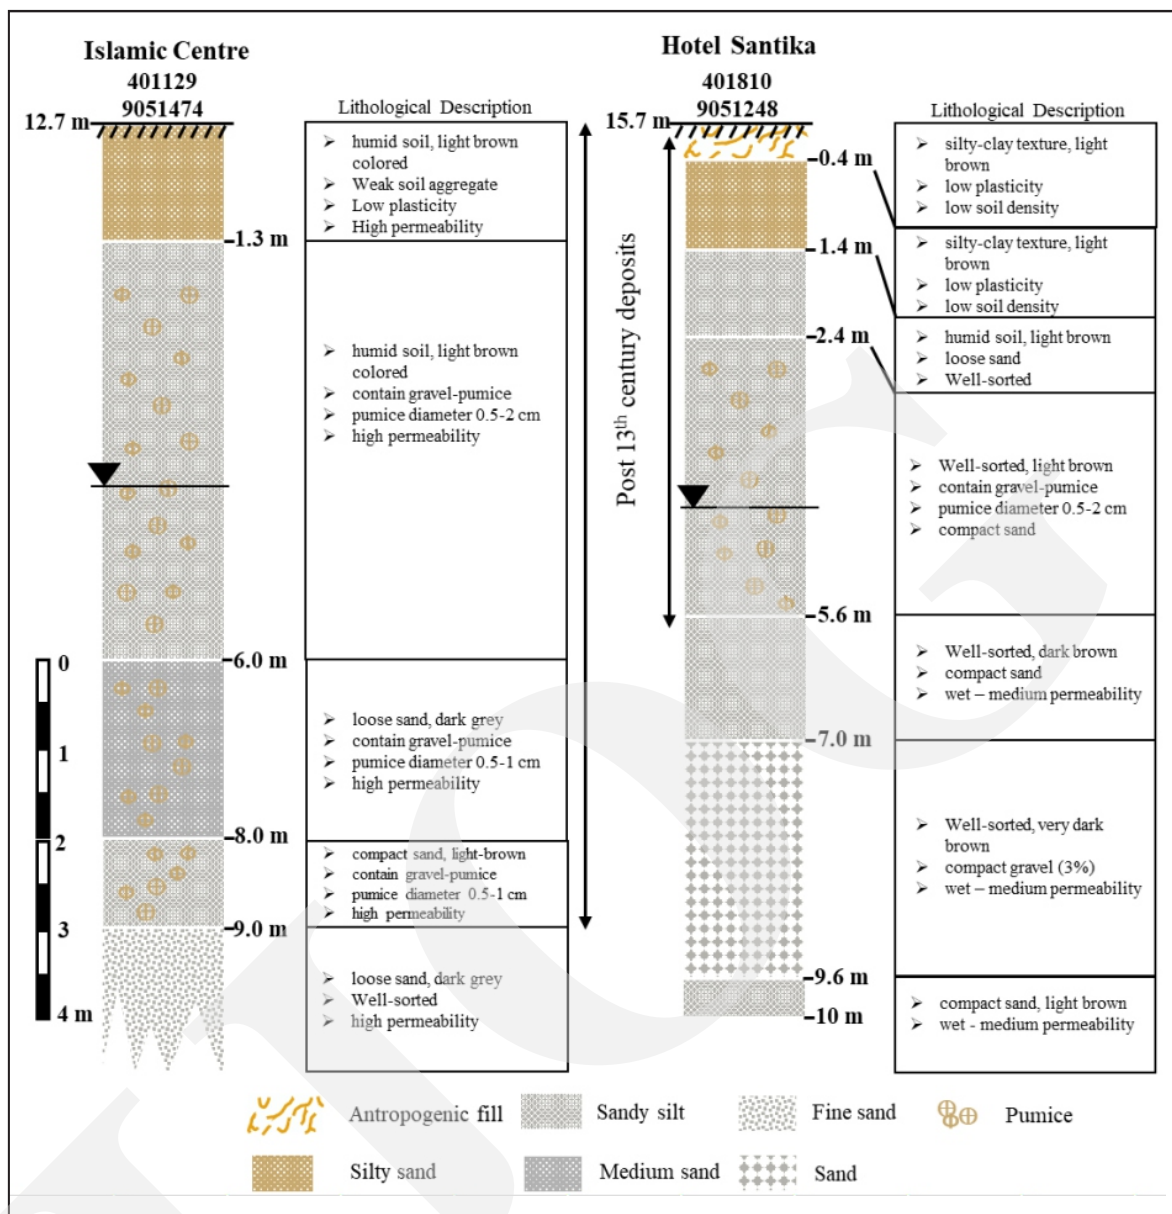 Islamic Centre
401129
9051474
12.7 m
Lithological Description
➢ humid soil, light brown
colored
➢ Weak soil aggregate
➢ Low plasticity
➢ High permeability
1.3 m
➢ humid soil, light brown
colored
➢ contain gravel-pumice
➢ pumice diameter 0.5-2 cm
➢ high permeability
6.0 m
➢ loose sand, dark grey
➢ contain gravel-pumice
➢ pumice diameter 0.5-1 cm
➢ high permeability
8.0 m
➢ compact sand, light-brown
➢ contain gravel-pumice
➢ pumice diameter 0.5-1 cm
➢ high permeability
9.0 m
➢ loose sand, dark grey
➢ Well-sorted
➢ high permeability
0
1
2
3
4 m
Post 13th century deposits
Hotel Santika
401810
9051248
15.7 m
Lithological Description
0.4 m
➢ silty-clay texture, light
brown
➢ low plasticity
➢ low soil density
1.4 m
➢ silty-clay texture, light
brown
➢ low plasticity
➢ low soil density
2.4 m
➢ humid soil, light brown
➢ loose sand
➢ Well-sorted
➢ Well-sorted, light brown
➢ contain gravel-pumice
➢ pumice diameter 0.5-2 cm
➢ compact sand
5.6 m
➢ Well-sorted, dark brown
➢ compact sand
➢ wet – medium permeability
7.0 m
➢ Well-sorted, very dark
brown
➢ compact gravel (3%)
➢ wet – medium permeability
9.6 m
➢ compact sand, light brown
➢ wet - medium permeability
10 m
Antropogenic fill
Sandy silt
Fine sand
Pumice
Silty sand
Medium sand
Sand